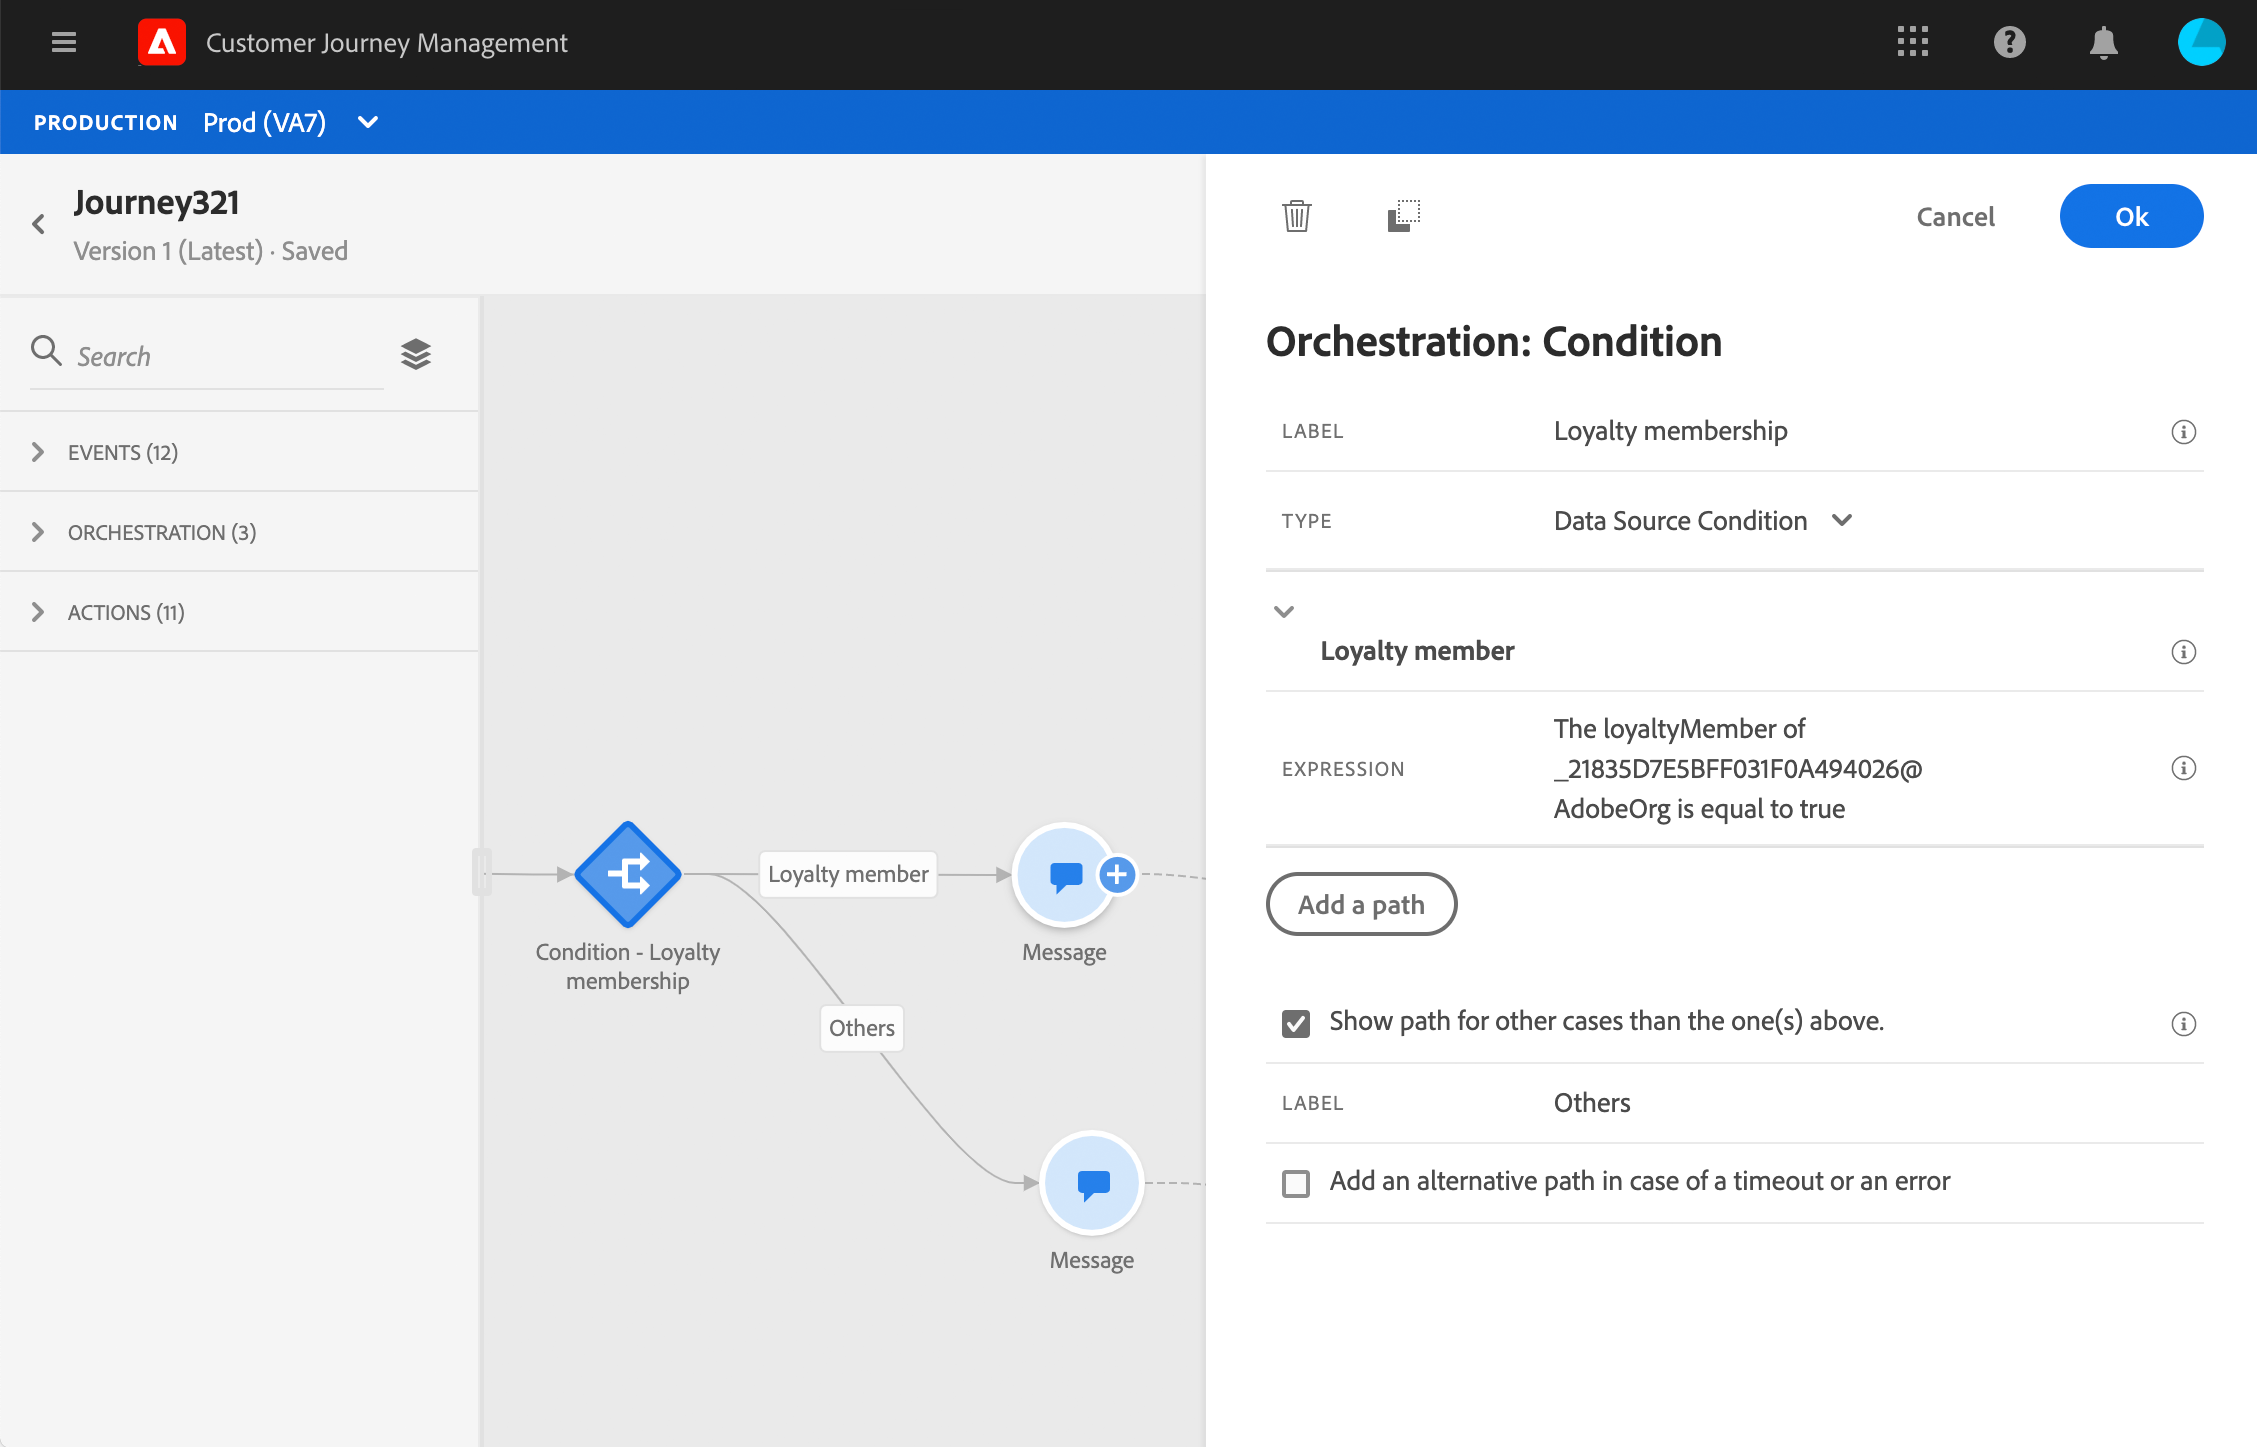 Customer Journey Management
PRODUCTION Prod (VA7)
Journey321
Version 1 (Latest) · Saved
Search
EVENTS (12)
ORCHESTRATION (3)
ACTIONS (11)
Condition - Loyalty
membership
Loyalty member
Others
Message
Message
Cancel
Ok
Orchestration: Condition
LABEL Loyalty membership
TYPE Data Source Condition
Loyalty member
EXPRESSION
The loyaltyMember of
_21835D7E5BFF031F0A494026@
AdobeOrg is equal to true
Add a path
Show path for other cases than the one(s) above.
LABEL Others
Add an alternative path in case of a timeout or an error